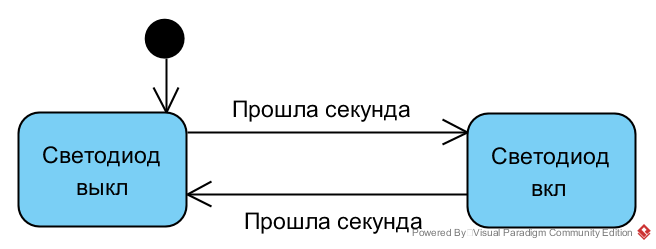 Прошла секунда
Светодиод
выкл
Светодиод
вкл
Прошла секунда
Powered By Visual Paradigm Community Edition